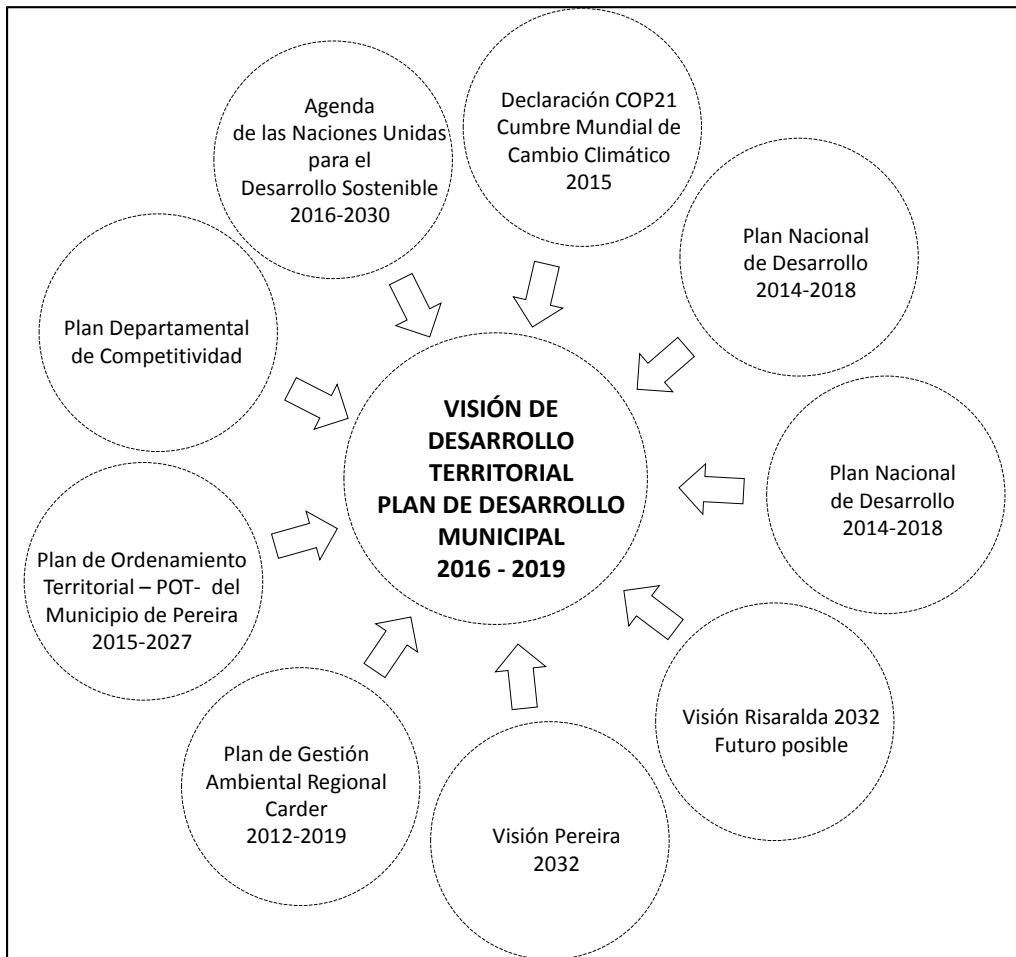 Agenda
de las Naciones Unidas
para el
Desarrollo Sostenible
2016-2030
Declaración COP21
Cumbre Mundial de
Cambio Climático
2015
Plan Nacional
de Desarrollo
2014-2018
Plan Departamental
de Competitividad
VISIÓN DE
DESARROLLO
TERRITORIAL
PLAN DE DESARROLLO
MUNICIPAL
2016 - 2019
Plan Nacional
de Desarrollo
2014-2018
Plan de Ordenamiento
Territorial – POT- del
Municipio de Pereira
2015-2027
Visión Risaralda 2032
Futuro posible
Plan de Gestión
Ambiental Regional
Carder
2012-2019
Visión Pereira
2032